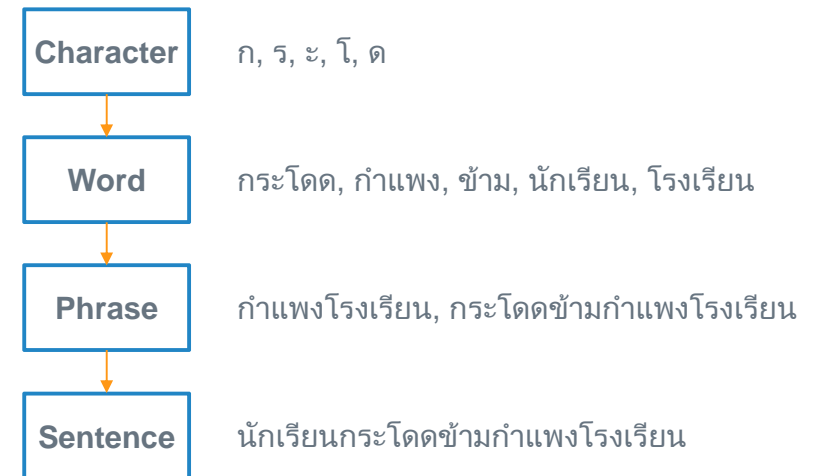 Character ก, ร, ะ, โ, ด
Word กระโดด, กำแพง, ข้าม, นักเรียน, โรงเรียน
Phrase กำแพงโรงเรียน, กระโดดข้ามกำแพงโรงเรียน
Sentence นักเรียนกระโดดข้ามกำแพงโรงเรียน